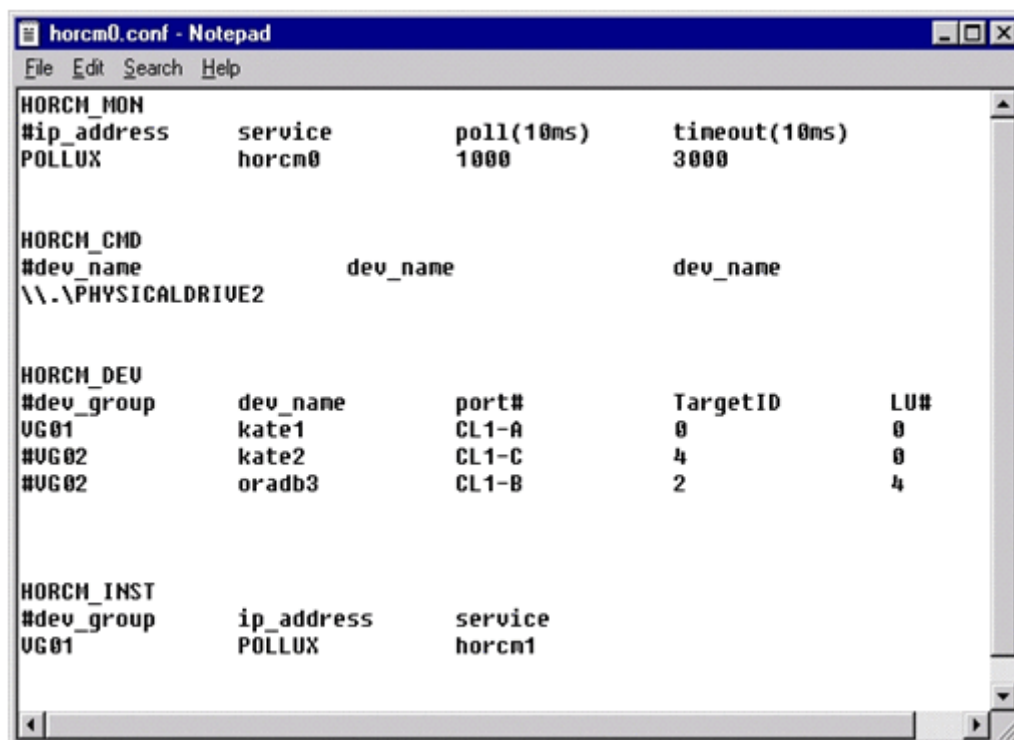 horcm0.conf - Notepad
File Edit Search Help
HORCM_MON
#ip_address service poll(10ms) timeout(10ms)
POLLUX horcm0 1000 3000
HORCM_CMD
#dev_name dev_name dev_name
\\.\PHYSICALDRIVE2
HORCM_DEV
#dev_group dev_name port# TargetID LU#
VG01 kate1 CL1-A 0 0
#VG02 kate2 CL1-C 4 0
#VG02 oradb3 CL1-B 2 4
HORCM_INST
#dev_group ip_address service
VG01 POLLUX horcm1